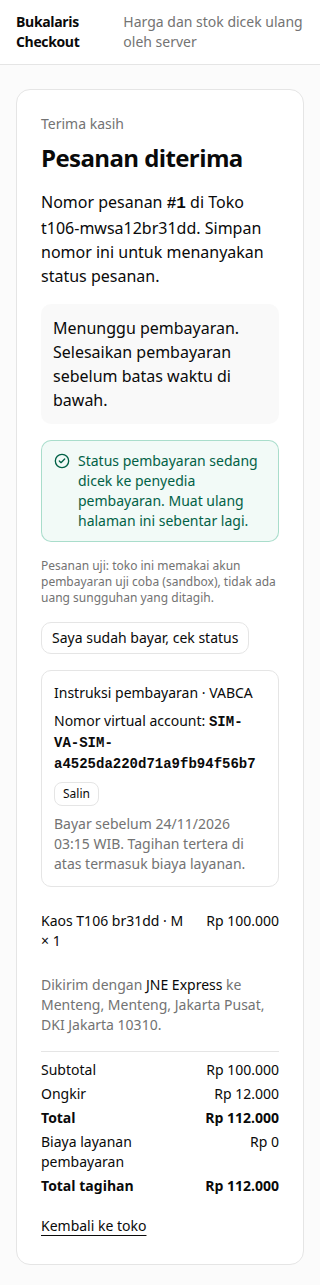 Bukalaris Checkout
Harga dan stok dicek ulang oleh server
Terima kasih
Pesanan diterima
Nomor pesanan #1 di Toko
t106-mwsa12br31dd. Simpan
nomor ini untuk menanyakan
status pesanan.
Menunggu pembayaran.
Selesaikan pembayaran
sebelum batas waktu di
bawah.
Status pembayaran sedang
dicek ke penyedia
pembayaran. Muat ulang
halaman ini sebentar lagi.
Pesanan uji: toko ini memakai akun
pembayaran uji coba (sandbox), tidak ada
uang sungguhan yang ditagih.
Saya sudah bayar, cek status
Instruksi pembayaran · VABCA
Nomor virtual account: SIM-
VA-SIM-
a4525da220d71a9fb94f56b7
Salin
Bayar sebelum 24/11/2026
03:15 WIB. Tagihan tertera di
atas termasuk biaya layanan.
Kaos T106 br31dd · M × 1 Rp 100.000
Dikirim dengan JNE Express ke
Menteng, Menteng, Jakarta Pusat,
DKI Jakarta 10310.
Subtotal Rp 100.000
Ongkir Rp 12.000
Total Rp 112.000
Biaya layanan pembayaran Rp 0
Total tagihan Rp 112.000
Kembali ke toko